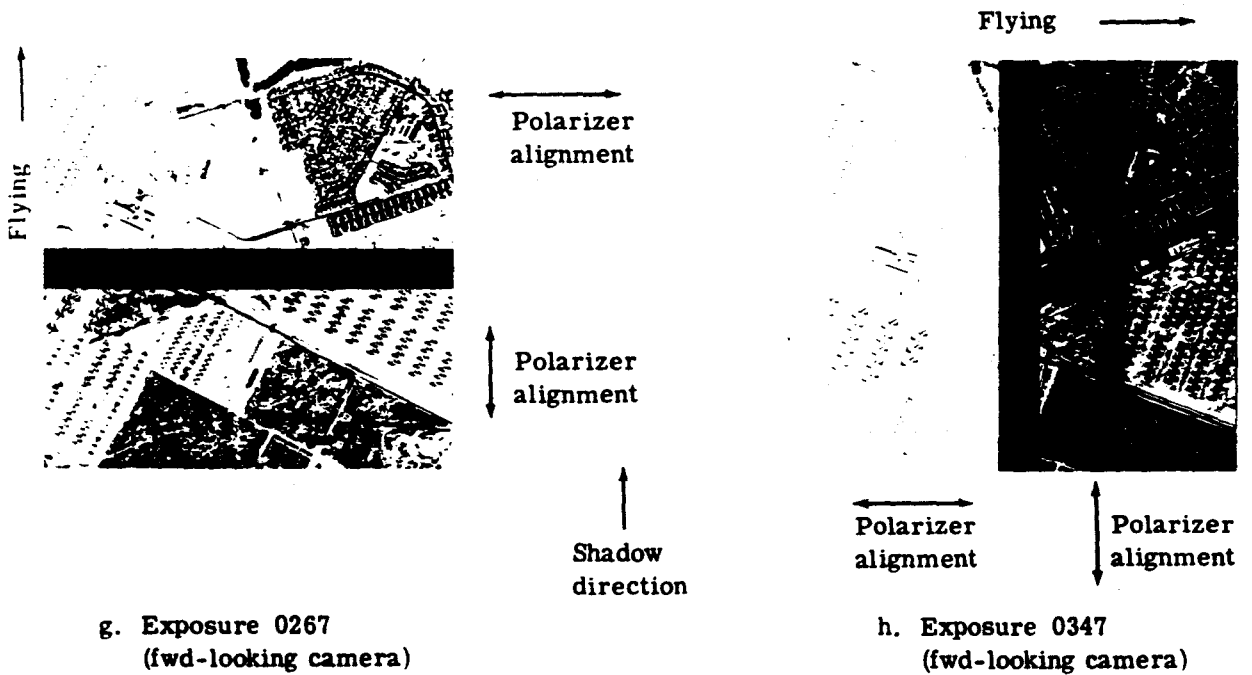 Flying
Polarizer
alignment
Polarizer
alignment
Shadow
direction
g. Exposure 0267
(fwd-looking camera)
Flying
Polarizer
alignment
Polarizer
alignment
h. Exposure 0347
(fwd-looking camera)